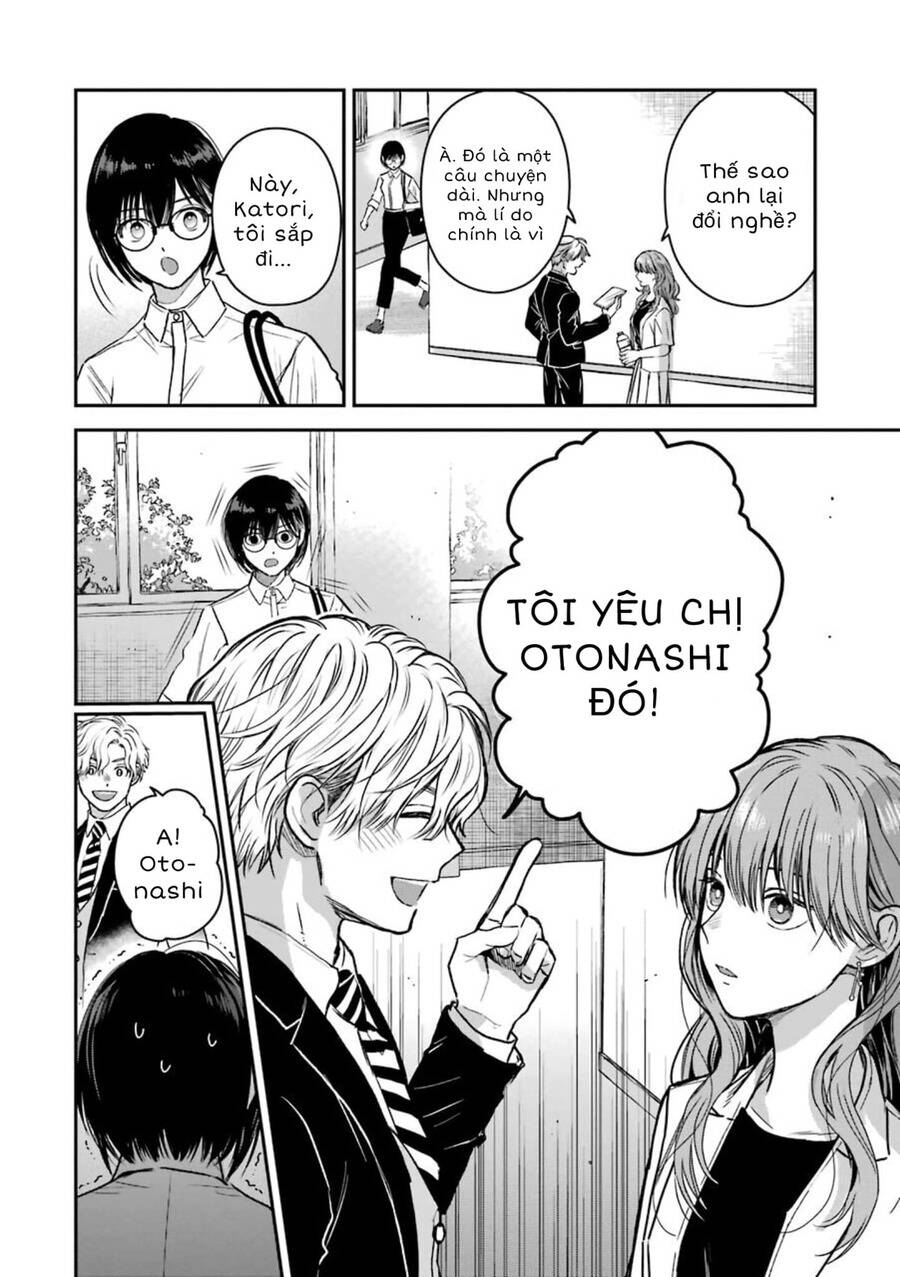 Thế sao
anh lại
đổi nghề?
À. Đó là một
câu chuyện
dài. Nhưng
mà lí do
chính là vì
Này,
Katori,
tôi sắp
đi...
TÔI YÊU CHỊ
OTONASHI
ĐÓ!
A!
Oto-
nashi